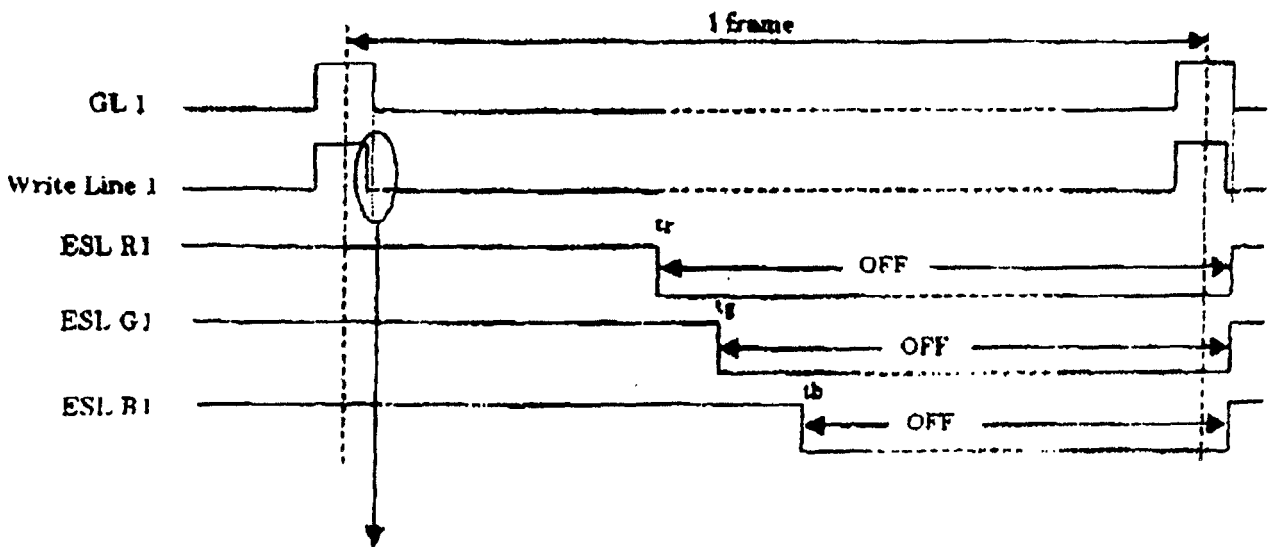 1 frame
GL 1
Write Line 1
tr
ESL R1
OFF
tg
ESL G1
OFF
tb
ESL B1
OFF